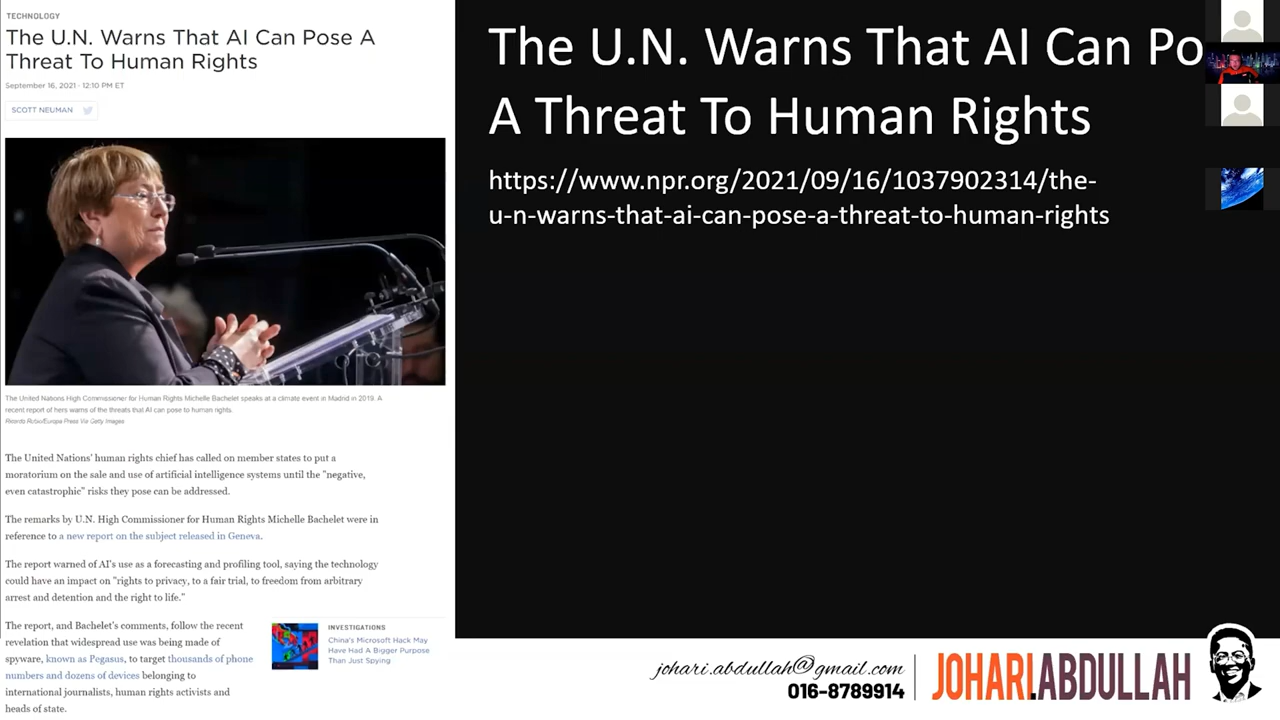 TECHNOLOGY
The U.N. Warns That AI Can Pose A
Threat To Human Rights
September 16, 2021 · 12:10 PM ET
SCOTT NEUMAN
The United Nations High Commissioner for Human Rights Michelle Bachelet speaks at a climate event in Madrid in 2019. A
recent report of hers warns of the threats that AI can pose to human rights.
Ricardo Rubio/Europa Press Via Getty Images
The United Nations' human rights chief has called on member states to put a
moratorium on the sale and use of artificial intelligence systems until the "negative,
even catastrophic" risks they pose can be addressed.
The remarks by U.N. High Commissioner for Human Rights Michelle Bachelet were in
reference to a new report on the subject released in Geneva.
The report warned of AI's use as a forecasting and profiling tool, saying the technology
could have an impact on "rights to privacy, to a fair trial, to freedom from arbitrary
arrest and detention and the right to life."
The report, and Bachelet's comments, follow the recent
revelation that widespread use was being made of
spyware, known as Pegasus, to target thousands of phone
numbers and dozens of devices belonging to
international journalists, human rights activists and
heads of state.
INVESTIGATIONS
China's Microsoft Hack May
Have Had A Bigger Purpose
Than Just Spying
The U.N. Warns That AI Can Po
A Threat To Human Rights
https://www.npr.org/2021/09/16/1037902314/the-
u-n-warns-that-ai-can-pose-a-threat-to-human-rights
johari.abdullah@gmail.com
016-8789914
JOHARI.ABDULLAH